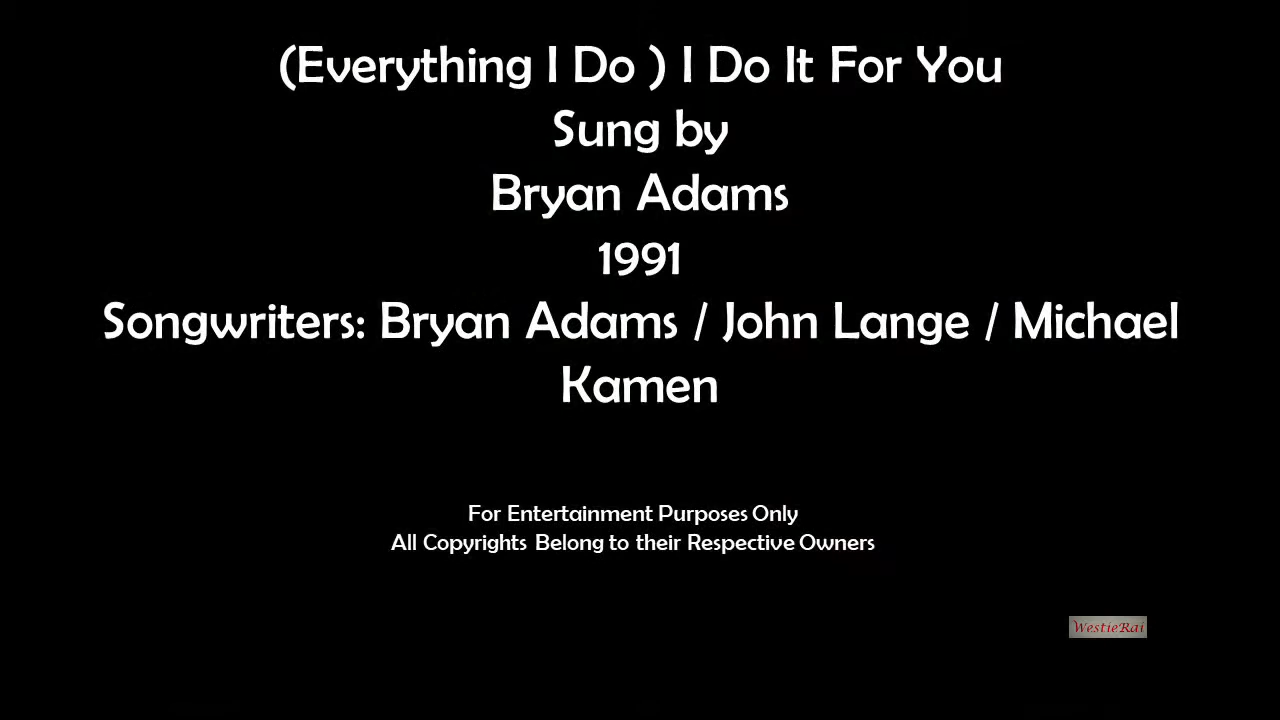 (Everything I Do ) I Do It For You
Sung by
Bryan Adams
1991
Songwriters: Bryan Adams / John Lange / Michael
Kamen
For Entertainment Purposes Only
All Copyrights Belong to their Respective Owners
WestieRai